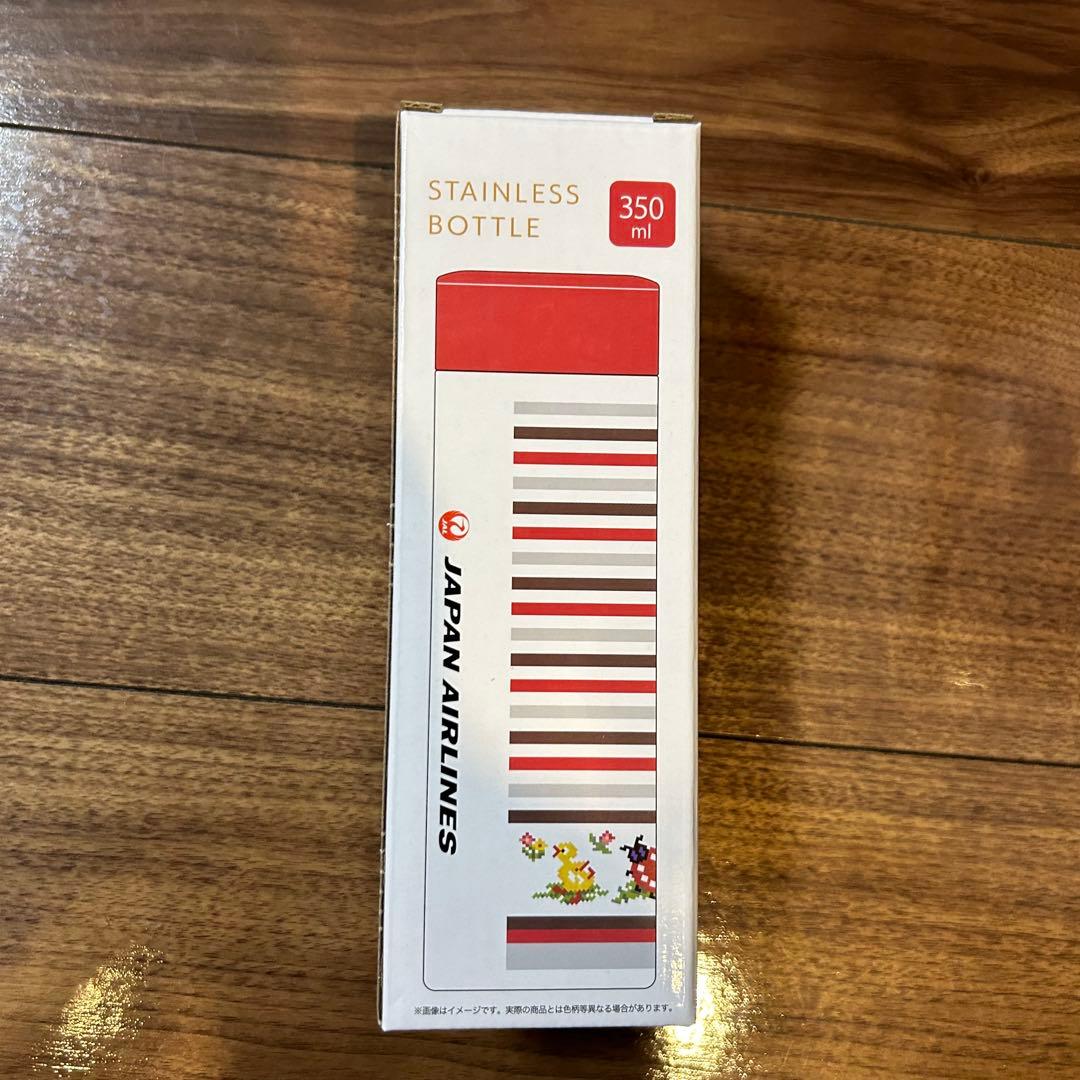 STAINLESS
BOTTLE
350
ml
JAL
JAPAN AIRLINES
※画像はイメージです。実際の商品とは色柄等異なる場合があります。